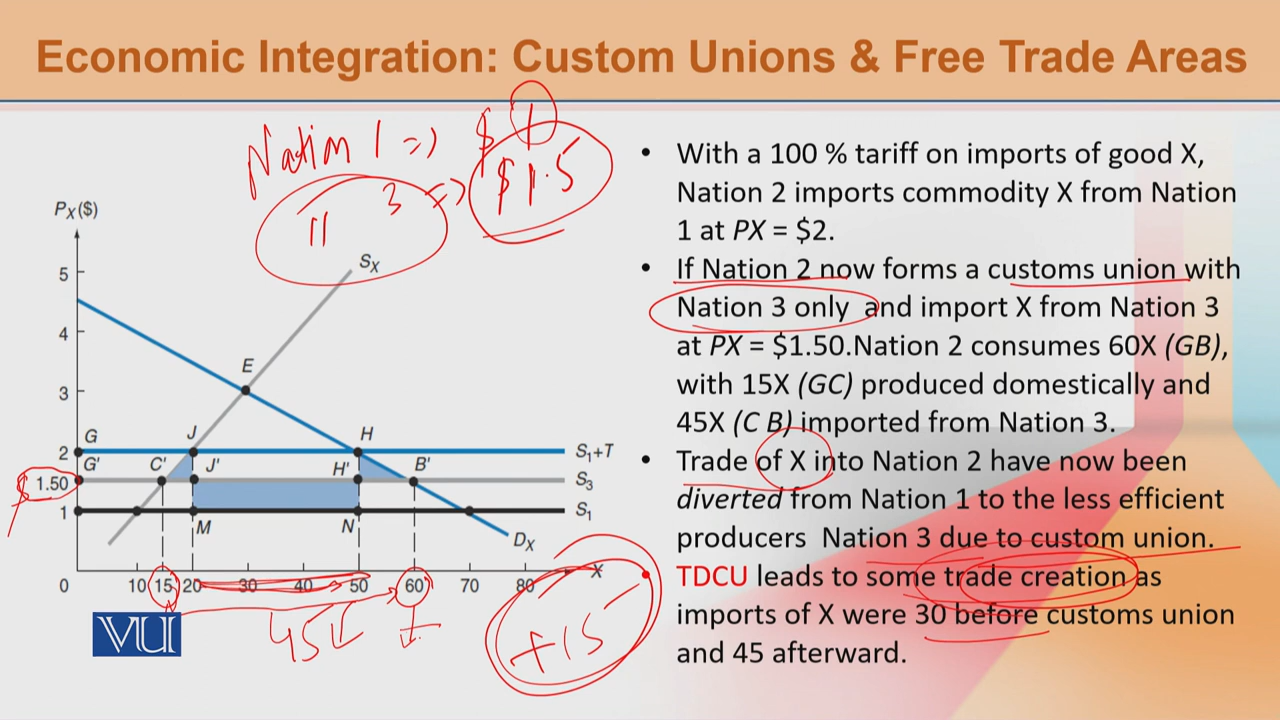 Economic Integration: Custom Unions & Free Trade Areas
Nation 1 => $1
" 3 => $1.5
• With a 100 % tariff on imports of good X,
Nation 2 imports commodity X from Nation
1 at PX = $2.
• If Nation 2 now forms a customs union with
Nation 3 only and import X from Nation 3
at PX = $1.50.Nation 2 consumes 60X (GB),
with 15X (GC) produced domestically and
45X (C B) imported from Nation 3.
• Trade of X into Nation 2 have now been
diverted from Nation 1 to the less efficient
producers Nation 3 due to custom union.
TDCU leads to some trade creation as
imports of X were 30 before customs union
and 45 afterward.
PX($)
SX
5
4
E
3
G J H
2 S1+T
G' C' J' H' B'
$ 1.50 S3
1 S1
M N DX
0 10 15 20 30 40 50 60 70 80 X
VU
+15